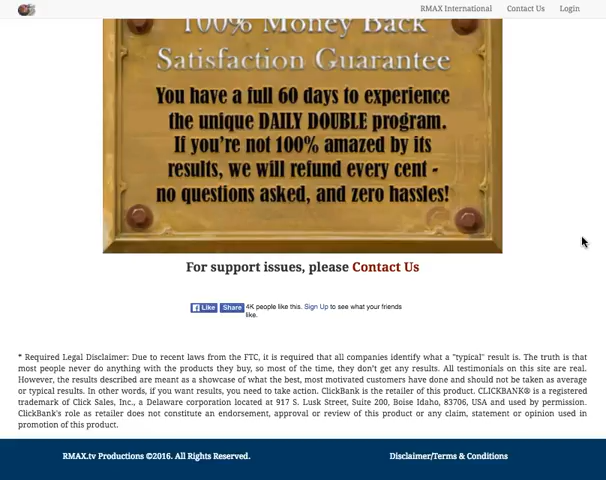 RMAX International Contact Us Login
100% Money Back
Satisfaction Guarantee
You have a full 60 days to experience
the unique DAILY DOUBLE program.
If you're not 100% amazed by its
results, we will refund every cent -
no questions asked, and zero hassles!
For support issues, please Contact Us
Like Share 4K people like this. Sign Up to see what your friends
like.
* Required Legal Disclaimer: Due to recent laws from the FTC, it is required that all companies identify what a "typical" result is. The truth is that
most people never do anything with the products they buy, so most of the time, they don't get any results. All testimonials on this site are real.
However, the results described are meant as a showcase of what the best, most motivated customers have done and should not be taken as average
or typical results. In other words, if you want results, you need to take action. ClickBank is the retailer of this product. CLICKBANK® is a registered
trademark of Click Sales, Inc., a Delaware corporation located at 917 S. Lusk Street, Suite 200, Boise Idaho, 83706, USA and used by permission.
ClickBank's role as retailer does not constitute an endorsement, approval or review of this product or any claim, statement or opinion used in
promotion of this product.
RMAX.tv Productions ©2016. All Rights Reserved. Disclaimer/Terms & Conditions